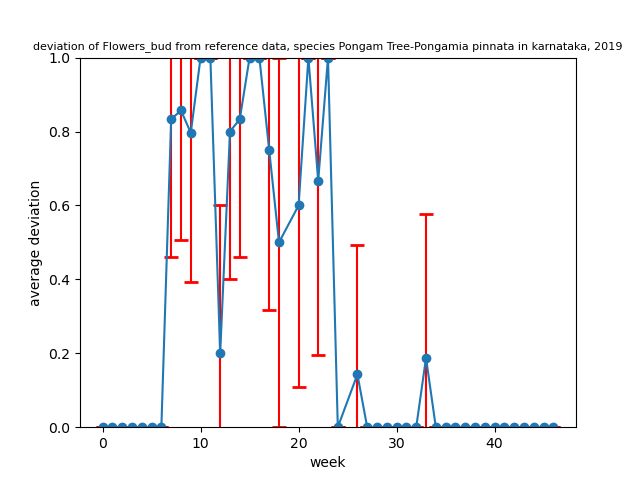 deviation of Flowers_bud from reference data, species Pongam Tree-Pongamia pinnata in karnataka, 2019
1.0
0.8
0.6
0.4
0.2
0.0
average deviation
0 10 20 30 40
week